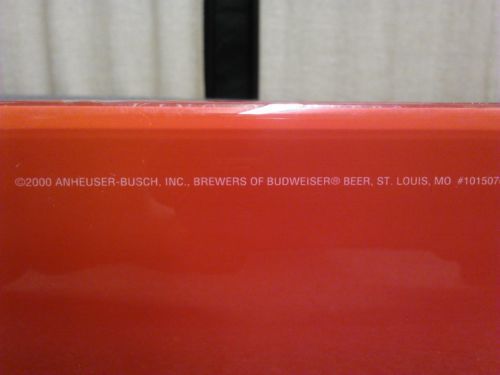 ©2000 ANHEUSER-BUSCH, INC., BREWERS OF BUDWEISER® BEER, ST. LOUIS, MO